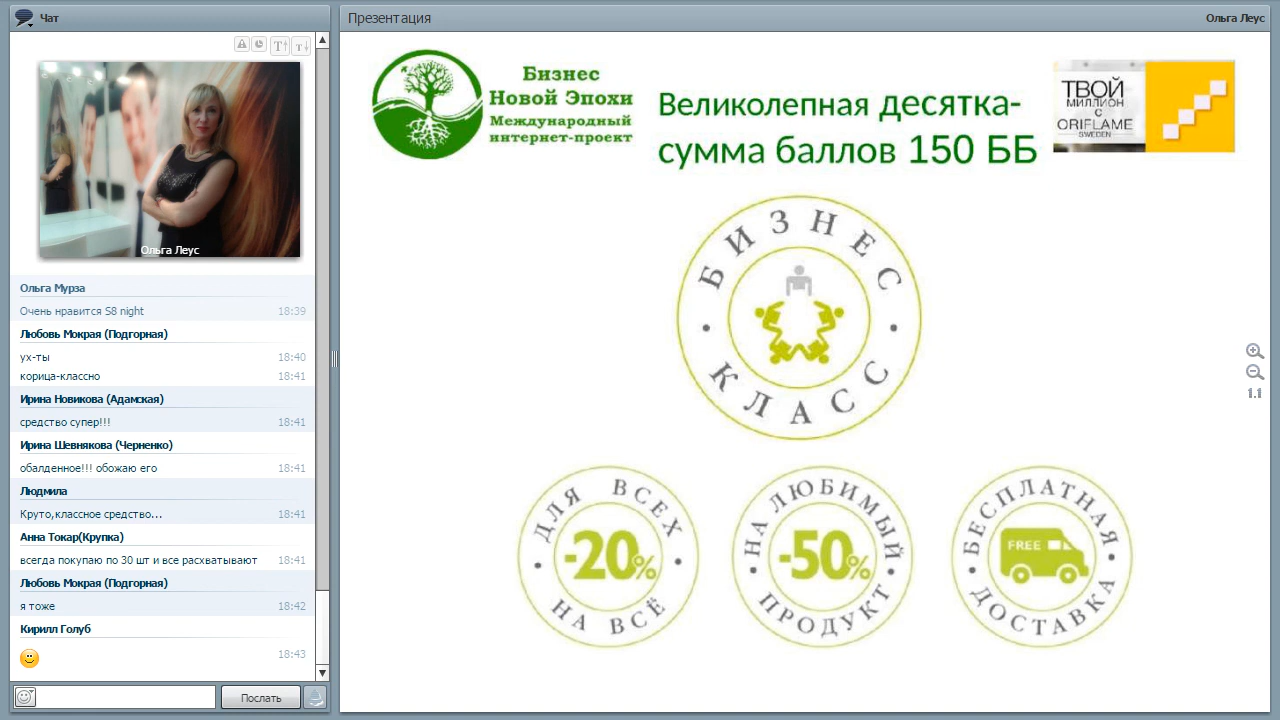 Чат
Ольга Леус
Ольга Мурза
Очень нравится S8 night 18:39
Любовь Мокрая (Подгорная)
ух-ты 18:40
корица-классно 18:41
Ирина Новикова (Адамская)
средство супер!!! 18:41
Ирина Шевнякова (Черненко)
обалденное!!! обожаю его 18:41
Людмила
Круто,классное средство... 18:41
Анна Токар(Крупка)
всегда покупаю по 30 шт и все расхватывают 18:41
Любовь Мокрая (Подгорная)
я тоже 18:42
Кирилл Голуб
18:43
Послать
Презентация
Ольга Леус
Бизнес
Новой Эпохи
Международный
интернет-проект
Великолепная десятка-
сумма баллов 150 ББ
ТВОЙ
МИЛЛИОН
С
ORIFLAME
SWEDEN
БИЗНЕС
КЛАСС
ДЛЯ ВСЕХ
-20%
НА ВСЁ
НА ЛЮБИМЫЙ
-50%
ПРОДУКТ
БЕСПЛАТНАЯ
FREE
ДОСТАВКА
1.1